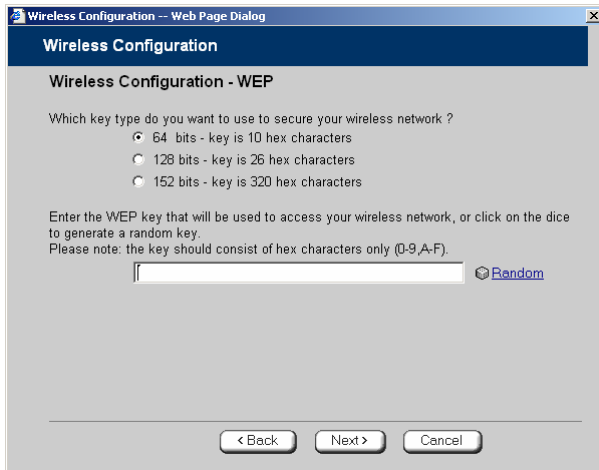 Wireless Configuration -- Web Page Dialog
Wireless Configuration
Wireless Configuration - WEP
Which key type do you want to use to secure your wireless network ?
64 bits - key is 10 hex characters
128 bits - key is 26 hex characters
152 bits - key is 320 hex characters
Enter the WEP key that will be used to access your wireless network, or click on the dice
to generate a random key.
Please note: the key should consist of hex characters only (0-9,A-F).
Random
< Back Next > Cancel